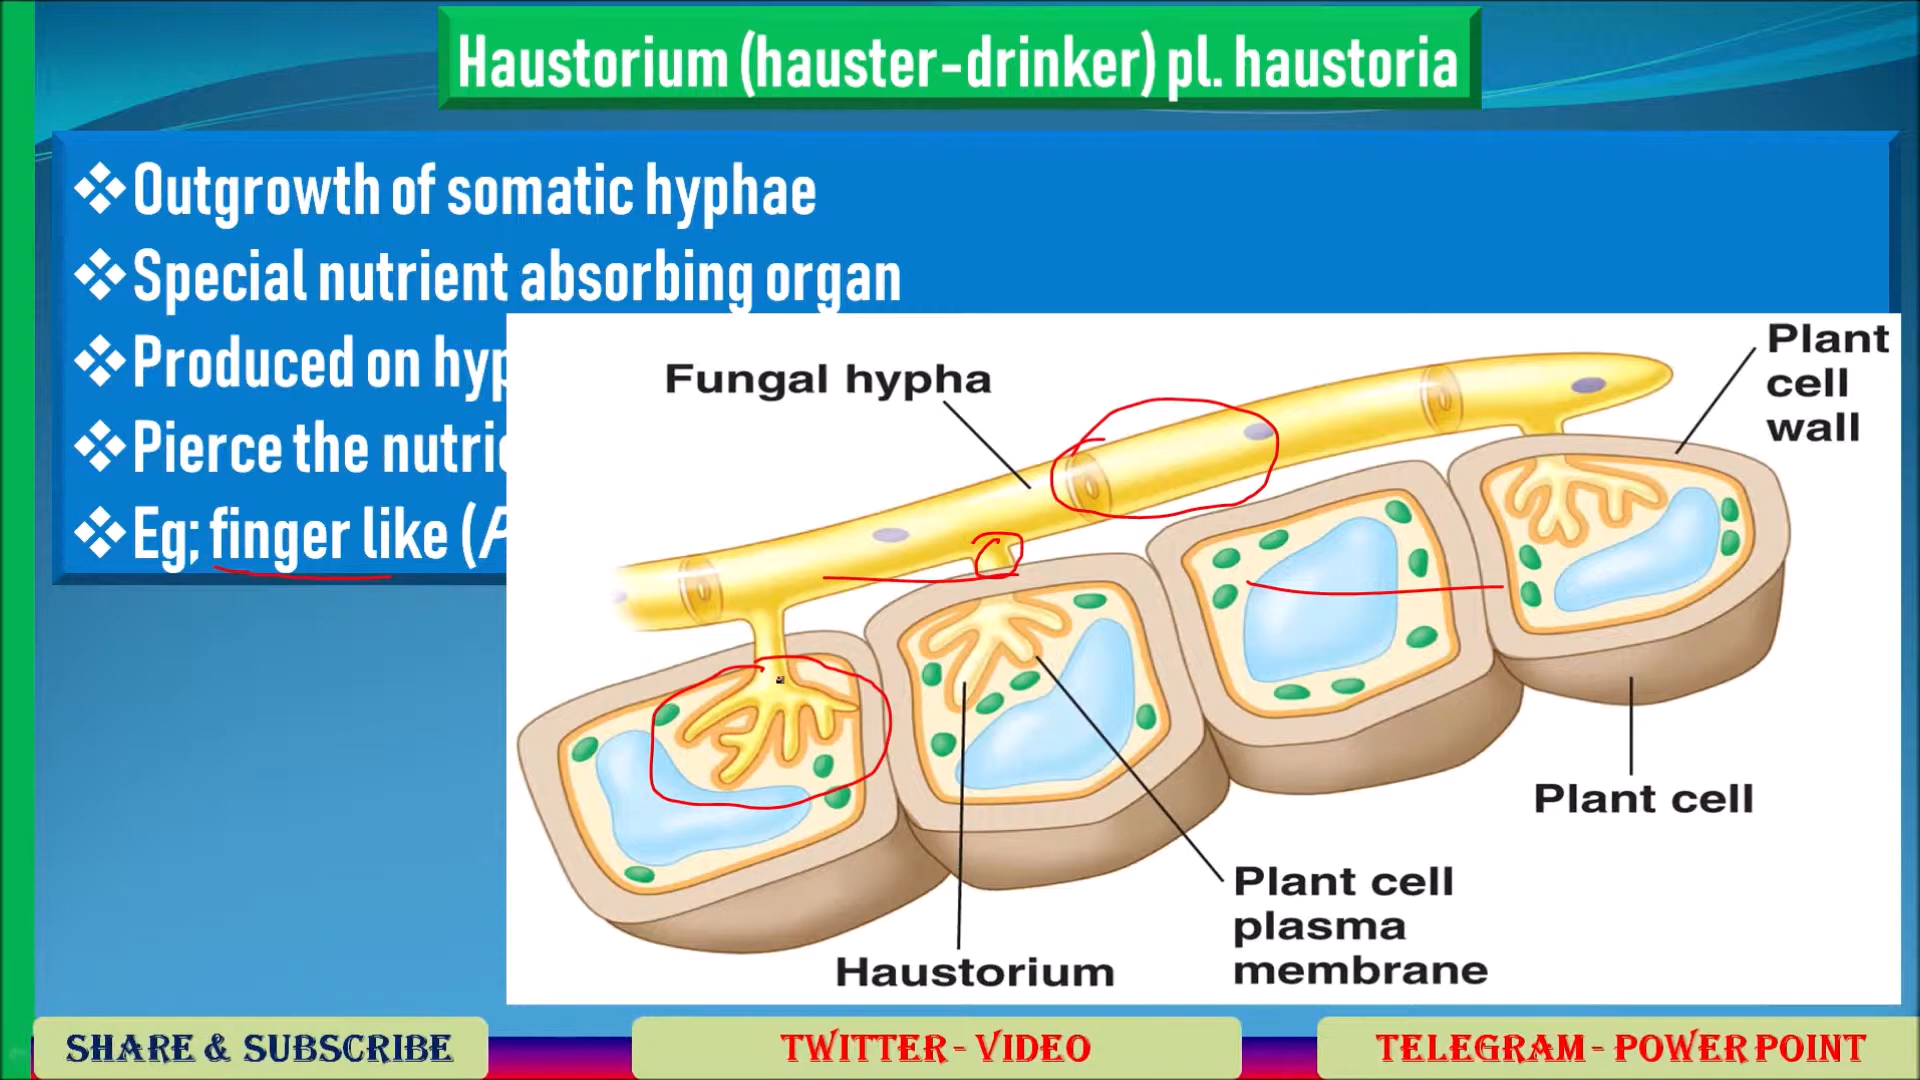 Haustorium (hauster-drinker) pl. haustoria
❖Outgrowth of somatic hyphae
❖Special nutrient absorbing organ
❖Produced on
❖Pierce the
❖Eg; finger like (
Fungal hypha
Plant
cell
wall
Plant cell
Plant cell
plasma
membrane
Haustorium
SHARE & SUBSCRIBE
TWITTER - VIDEO
TELEGRAM - POWER POINT